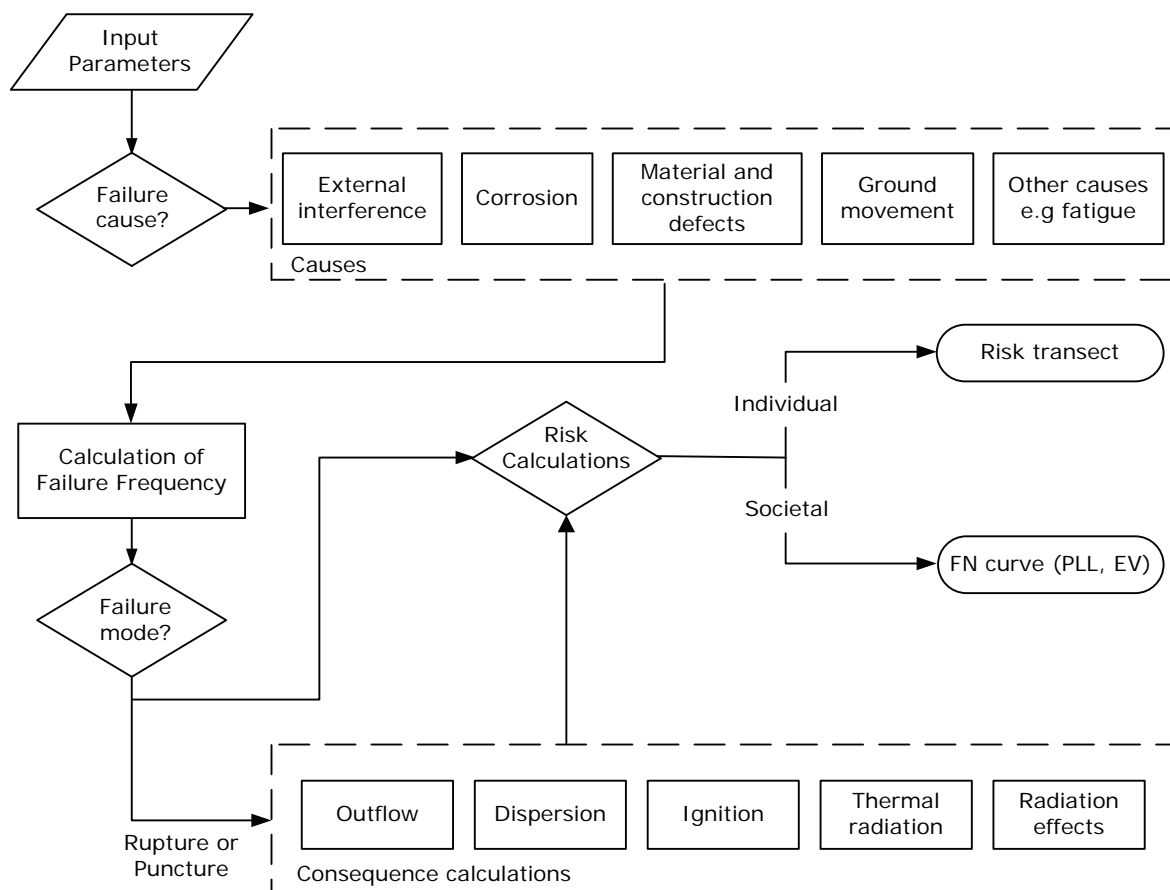 Input
Parameters
Failure
cause?
External
interference
Corrosion
Material and
construction
defects
Ground
movement
Other causes
e.g fatigue
Causes
Risk transect
Individual
Risk
Calculations
Calculation of
Failure Frequency
Societal
FN curve (PLL, EV)
Failure
mode?
Rupture or
Puncture
Outflow
Dispersion
Ignition
Thermal
radiation
Radiation
effects
Consequence calculations